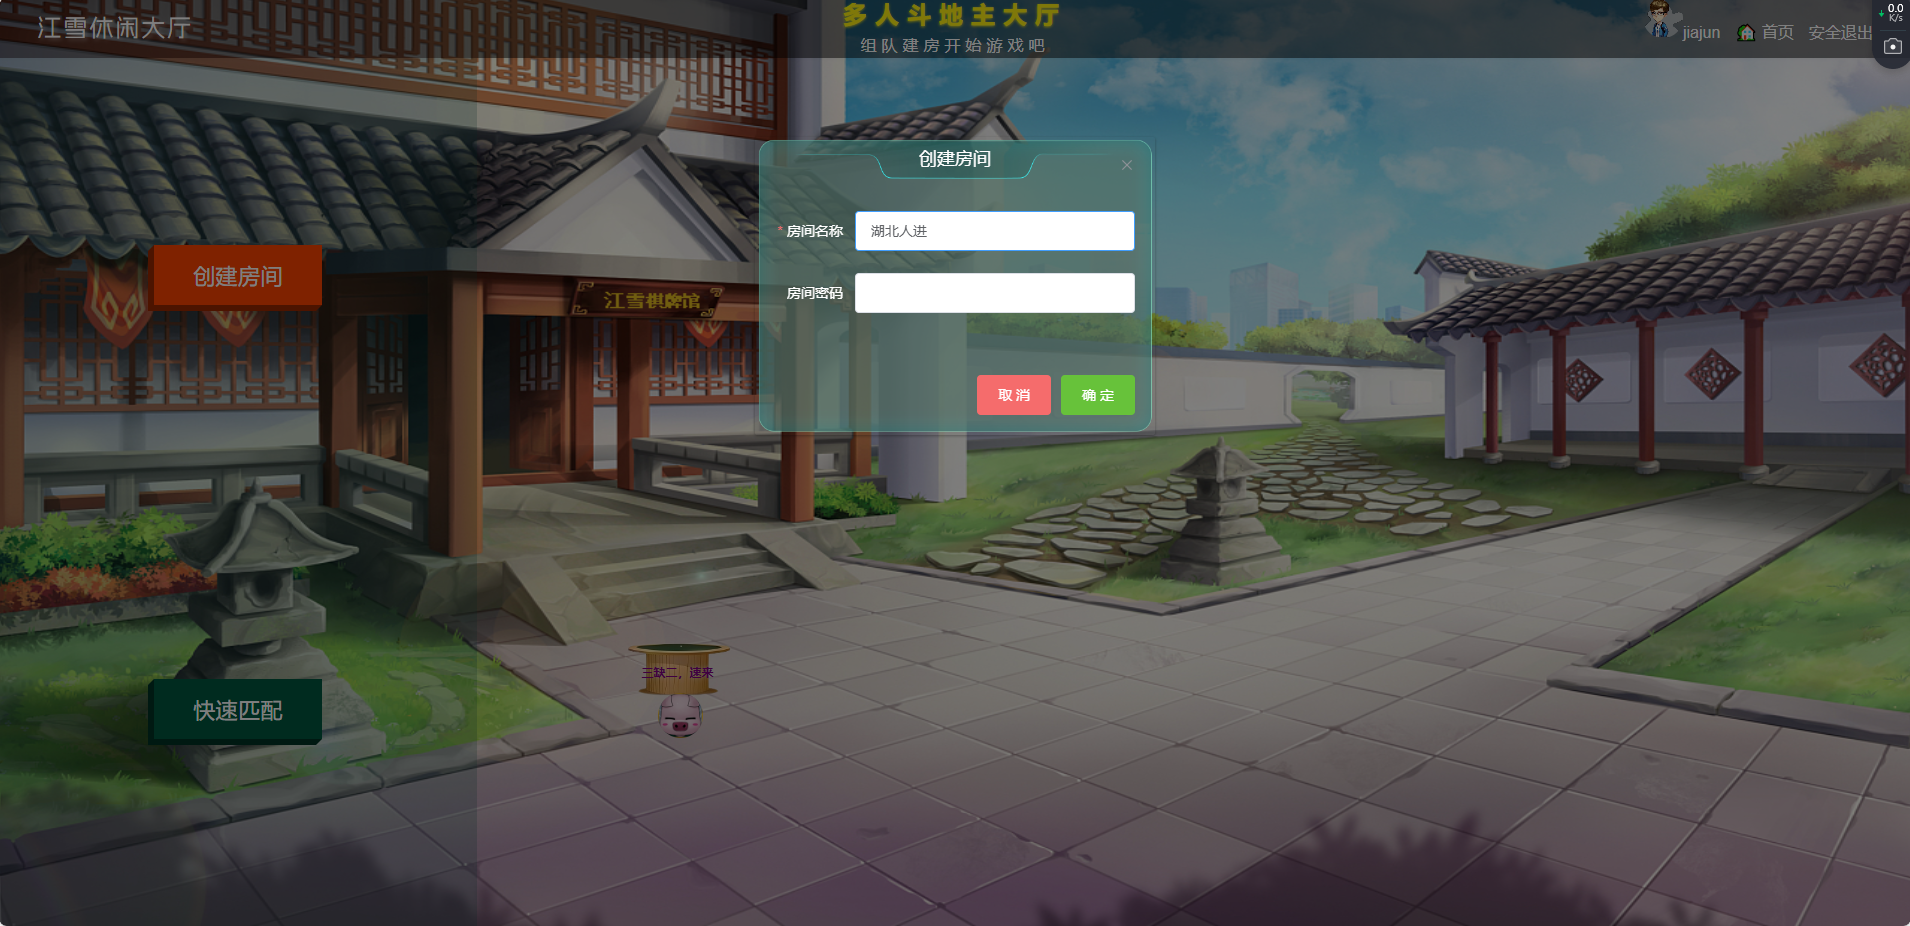 江雪休闲大厅
多人斗地主大厅
组队建房开始游戏吧
jiajun 首页 安全退出
0.0
K/s
创建房间
* 房间名称 湖北人进
房间密码
取消 确定
创建房间
江雪棋牌馆
三缺二，速来
快速匹配